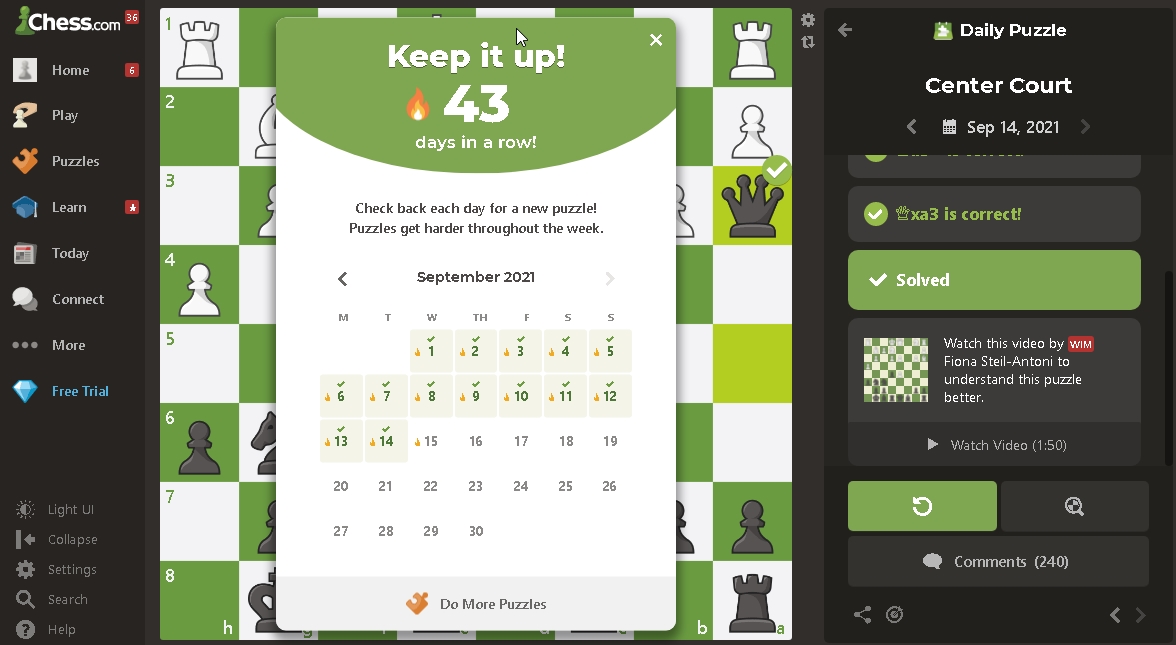 Chess.com
36
Home
6
Play
Puzzles
Learn
Today
Connect
More
Free Trial
Light UI
Collapse
Settings
Search
Help
1
2
3
4
5
6
7
8
h
b
a
Keep it up!
43
days in a row!
Check back each day for a new puzzle!
Puzzles get harder throughout the week.
September 2021
M T W TH F S S
1 2 3 4 5
6 7 8 9 10 11 12
13 14 15 16 17 18 19
20 21 22 23 24 25 26
27 28 29 30
Do More Puzzles
Daily Puzzle
Center Court
Sep 14, 2021
♕xa3 is correct!
Solved
Watch this video by WIM
Fiona Steil-Antoni to
understand this puzzle
better.
Watch Video (1:50)
Comments (240)